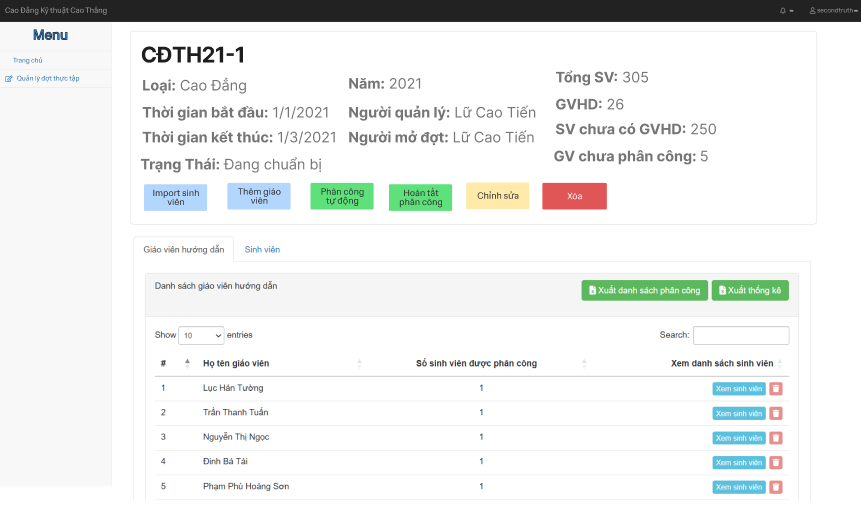 Cao Đẳng Kỹ thuật Cao Thắng
secondtruth
Menu
Trang chủ
Quản lý đợt thực tập
CĐTH21-1
Loại: Cao Đẳng
Năm: 2021
Tổng SV: 305
GVHD: 26
Thời gian bắt đầu: 1/1/2021
Người quản lý: Lữ Cao Tiến
SV chưa có GVHD: 250
Thời gian kết thúc: 1/3/2021
Người mở đợt: Lữ Cao Tiến
GV chưa phân công: 5
Trạng Thái: Đang chuẩn bị
Import sinh
viên
Thêm giáo
viên
Phân công
tự động
Hoàn tất
phân công
Chỉnh sửa
Xóa
Giáo viên hướng dẫn
Sinh viên
Danh sách giáo viên hướng dẫn
Xuất danh sách phân công
Xuất thống kê
Show 10 entries
Search:
# Họ tên giáo viên Số sinh viên được phân công Xem danh sách sinh viên
1 Lục Hán Tường 1 Xem sinh viên
2 Trần Thanh Tuấn 1 Xem sinh viên
3 Nguyễn Thị Ngọc 1 Xem sinh viên
4 Đinh Bá Tài 1 Xem sinh viên
5 Phạm Phú Hoàng Sơn 1 Xem sinh viên